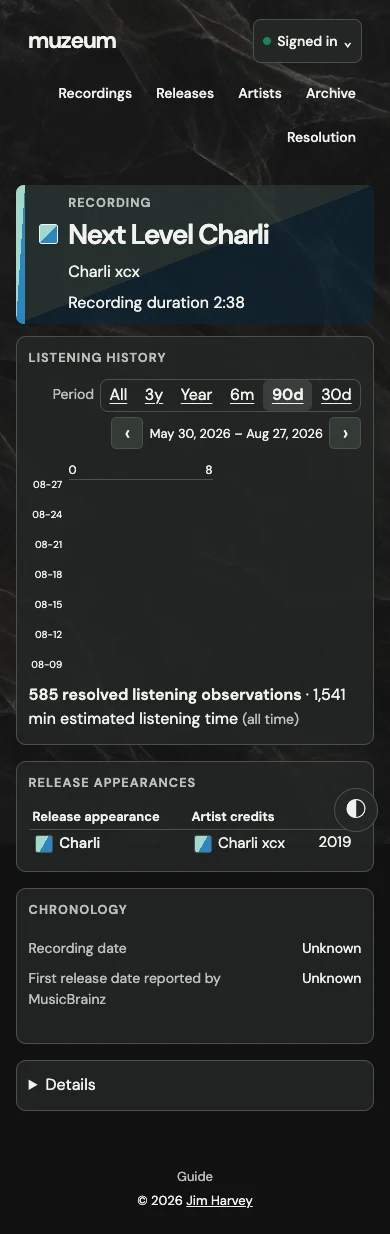 muzeum
Signed in
Recordings Releases Artists Archive
Resolution
RECORDING
Next Level Charli
Charli xcx
Recording duration 2:38
LISTENING HISTORY
Period All 3y Year 6m 90d 30d
‹ May 30, 2026 – Aug 27, 2026 ›
0 8
08-27
08-24
08-21
08-18
08-15
08-12
08-09
585 resolved listening observations · 1,541
min estimated listening time (all time)
RELEASE APPEARANCES
Release appearance Artist credits
Charli Charli xcx 2019
CHRONOLOGY
Recording date Unknown
First release date reported by Unknown
MusicBrainz
Details
Guide
© 2026 Jim Harvey